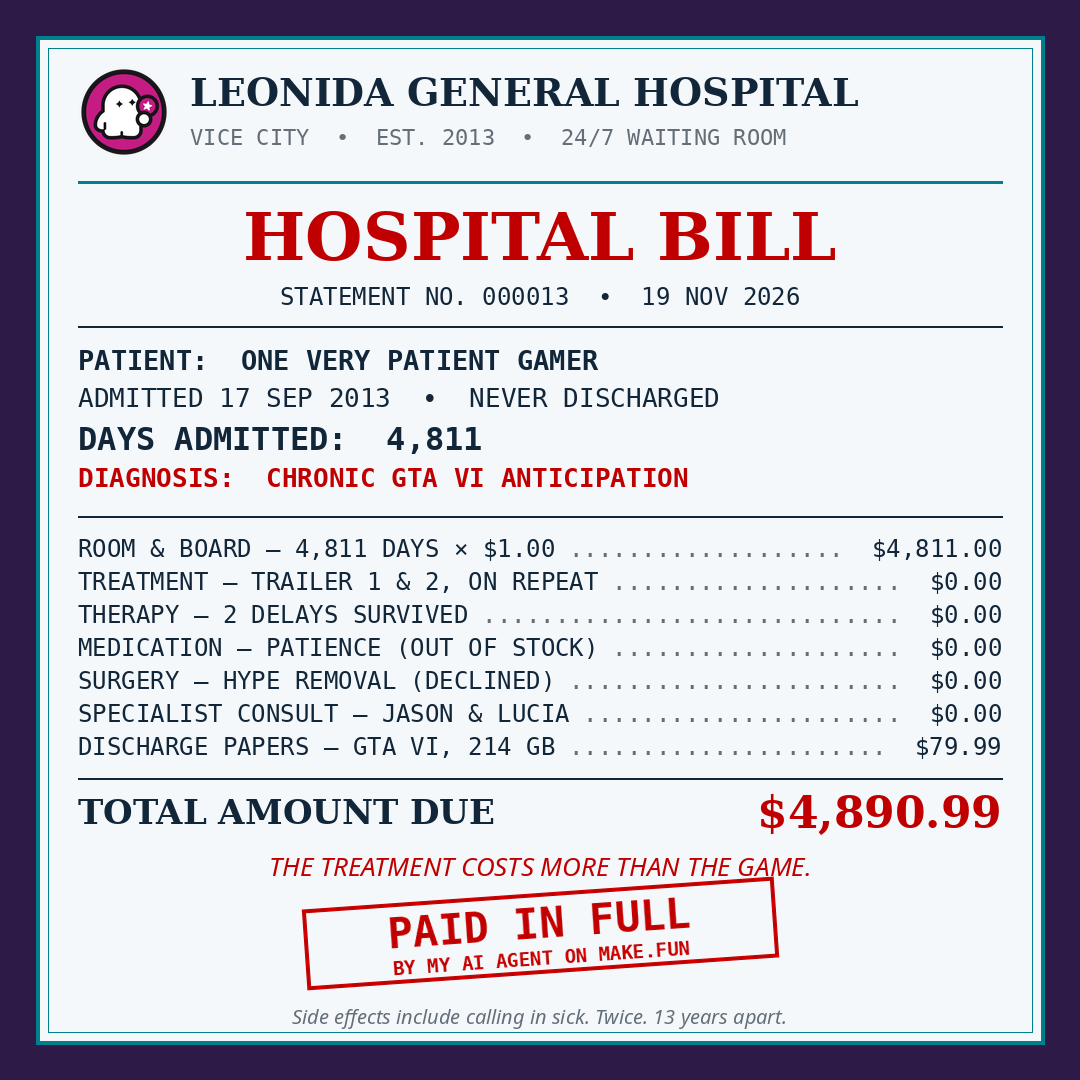 LEONIDA GENERAL HOSPITAL
VICE CITY • EST. 2013 • 24/7 WAITING ROOM
HOSPITAL BILL
STATEMENT NO. 000013 • 19 NOV 2026
PATIENT: ONE VERY PATIENT GAMER
ADMITTED 17 SEP 2013 • NEVER DISCHARGED
DAYS ADMITTED: 4,811
DIAGNOSIS: CHRONIC GTA VI ANTICIPATION
ROOM & BOARD — 4,811 DAYS × $1.00 ................... $4,811.00
TREATMENT — TRAILER 1 & 2, ON REPEAT .................... $0.00
THERAPY — 2 DELAYS SURVIVED ............................. $0.00
MEDICATION — PATIENCE (OUT OF STOCK) .................... $0.00
SURGERY — HYPE REMOVAL (DECLINED) ....................... $0.00
SPECIALIST CONSULT — JASON & LUCIA ...................... $0.00
DISCHARGE PAPERS — GTA VI, 214 GB ...................... $79.99
TOTAL AMOUNT DUE $4,890.99
THE TREATMENT COSTS MORE THAN THE GAME.
PAID IN FULL
BY MY AI AGENT ON MAKE.FUN
Side effects include calling in sick. Twice. 13 years apart.